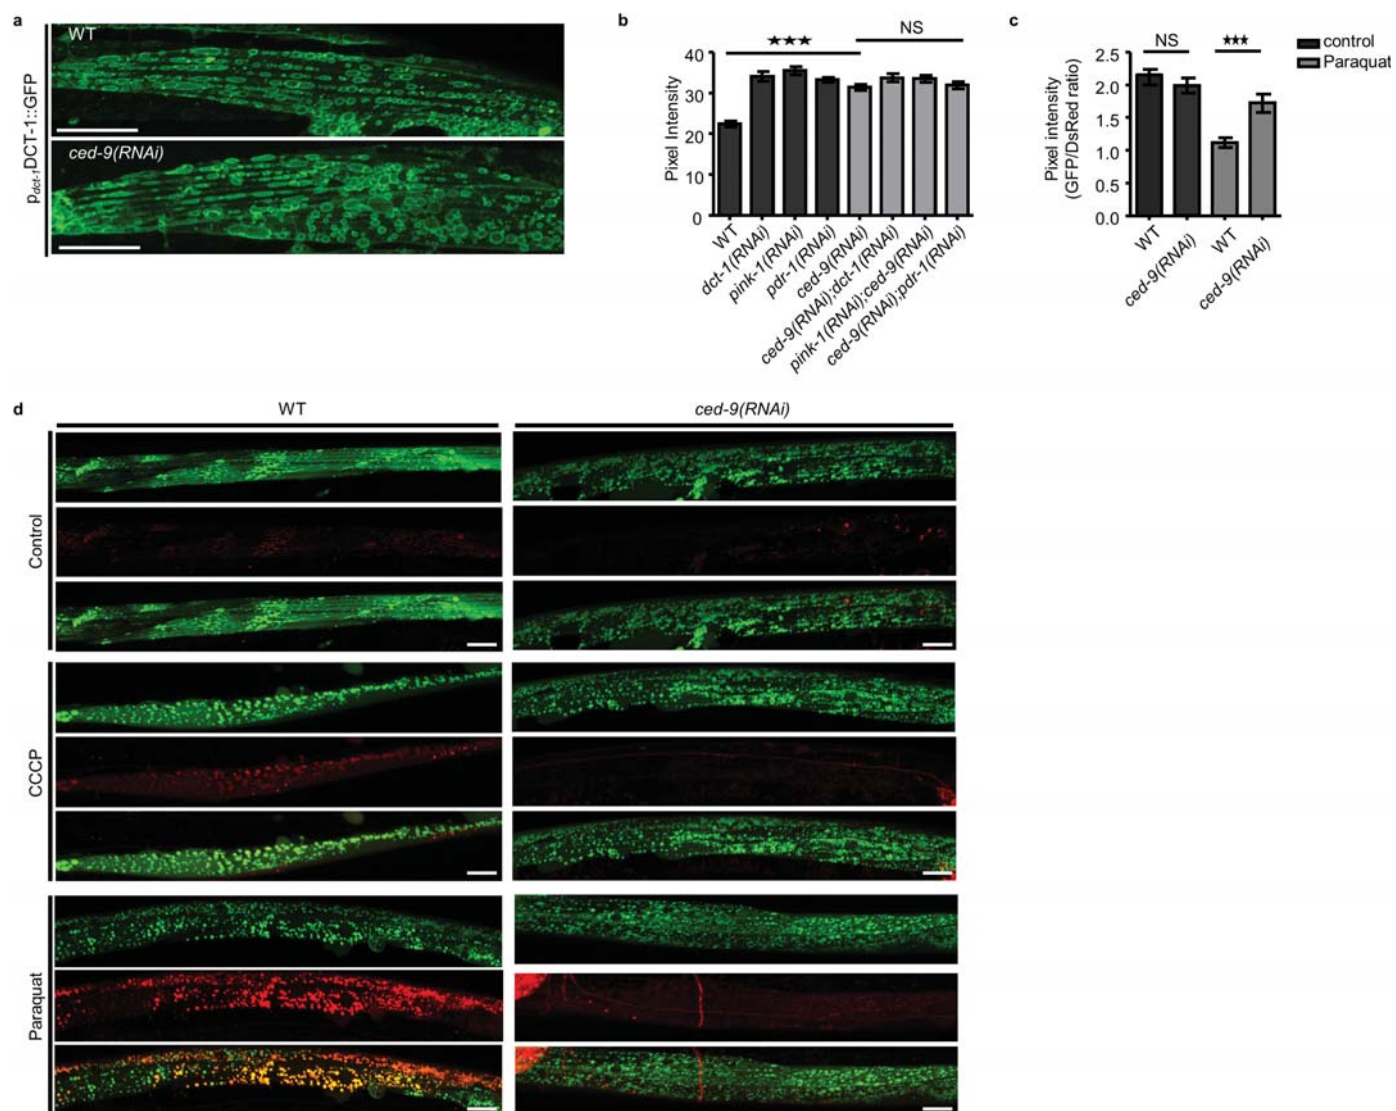 a
WT
ced-9(RNAi)
p dct-1 DCT-1::GFP
b
★★★
NS
40
30
20
10
0
Pixel Intensity
WT
dct-1(RNAi)
pink-1(RNAi)
pdr-1(RNAi)
ced-9(RNAi)
ced-9(RNAi);dct-1(RNAi)
pink-1(RNAi);ced-9(RNAi)
ced-9(RNAi);pdr-1(RNAi)
c
NS
★★★
control
Paraquat
2.5
2.0
1.5
1.0
0.5
0.0
Pixel intensity
(GFP/DsRed ratio)
WT
ced-9(RNAi)
WT
ced-9(RNAi)
d
WT
ced-9(RNAi)
Control
CCCP
Paraquat